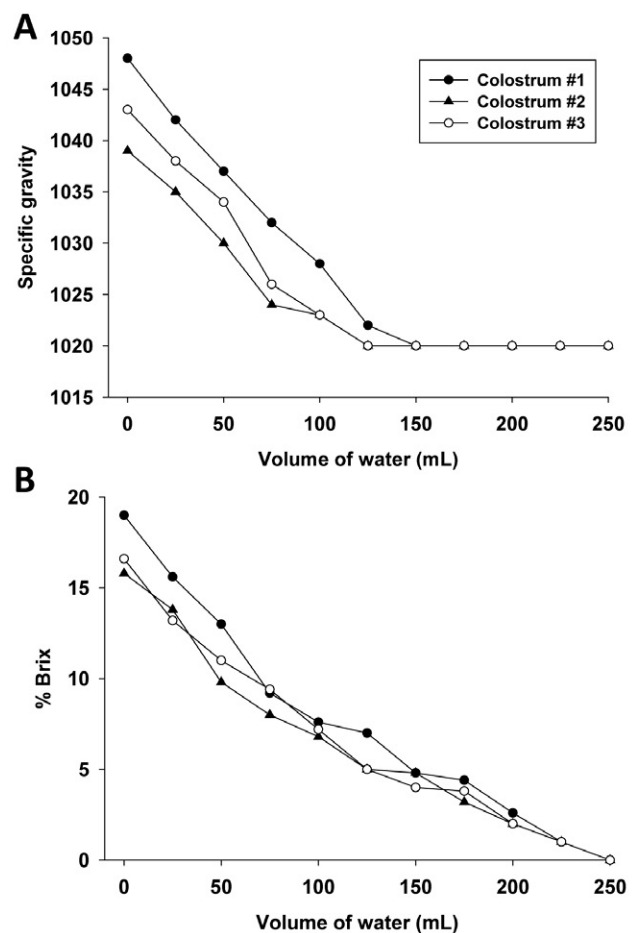 A
1050
1045
1040
1035
1030
1025
1020
1015
Specific gravity
Colostrum #1
Colostrum #2
Colostrum #3
0 50 100 150 200 250
Volume of water (mL)
B
20
15
10
5
0
% Brix
0 50 100 150 200 250
Volume of water (mL)